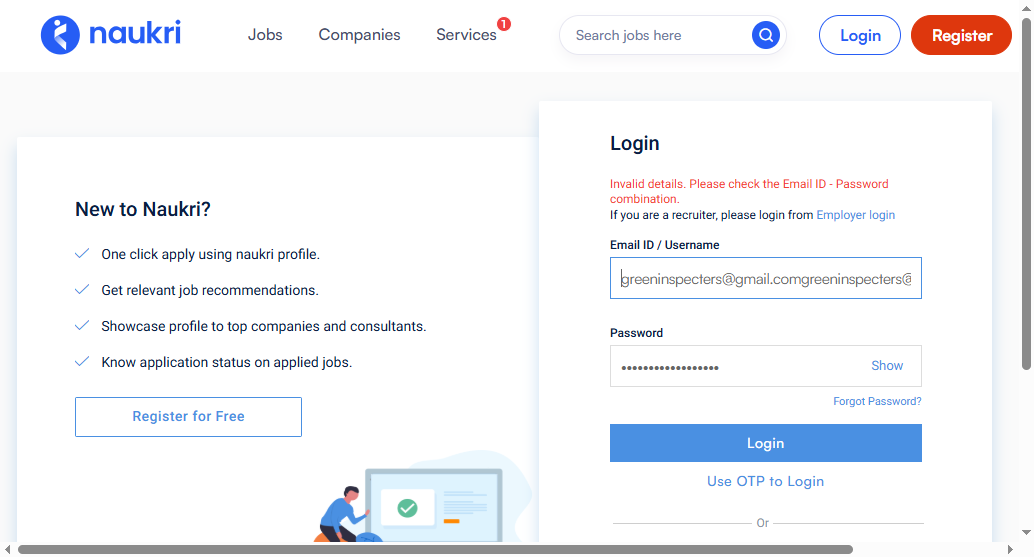 naukri
Jobs
Companies
Services
1
Search jobs here
Login
Register
New to Naukri?
One click apply using naukri profile.
Get relevant job recommendations.
Showcase profile to top companies and consultants.
Know application status on applied jobs.
Register for Free
Login
Invalid details. Please check the Email ID - Password
combination.
If you are a recruiter, please login from Employer login
Email ID / Username
greeninspecters@gmail.comgreeninspecters@
Password
••••••••••••••••••
Show
Forgot Password?
Login
Use OTP to Login
Or